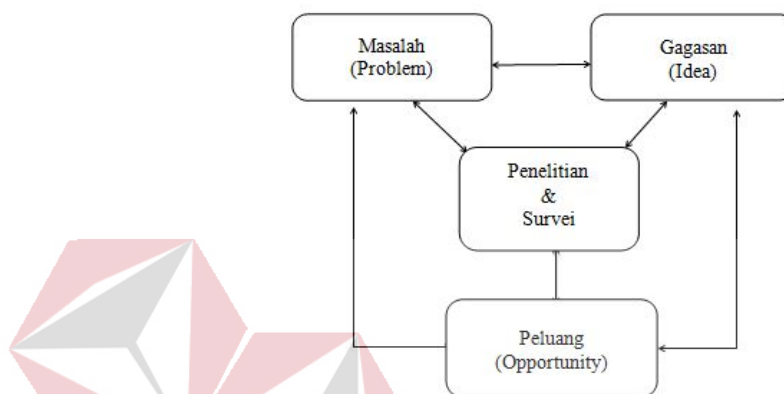 Masalah
(Problem)
Gagasan
(Idea)
Penelitian
&
Survei
Peluang
(Opportunity)